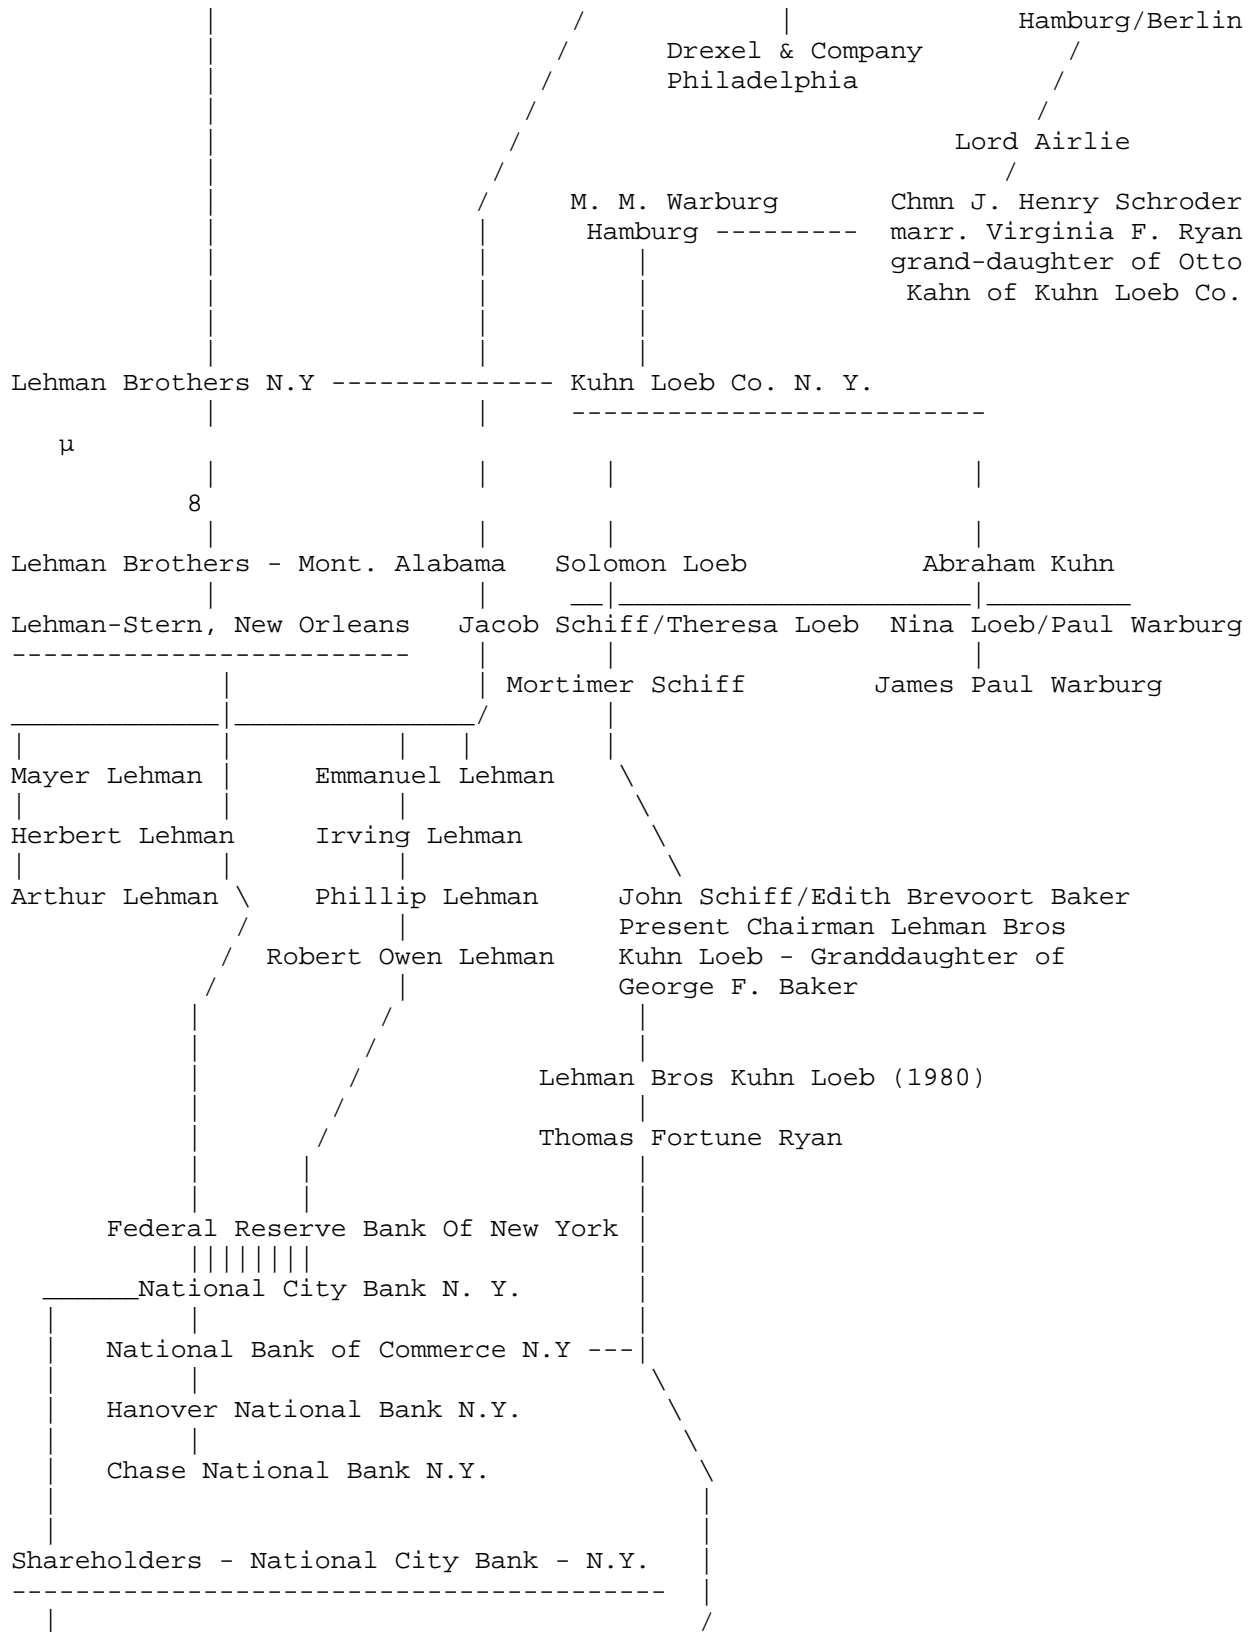 Hamburg/Berlin
Drexel & Company
Philadelphia
Lord Airlie
M. M. Warburg Chmn J. Henry Schroder
Hamburg --------- marr. Virginia F. Ryan
grand-daughter of Otto
Kahn of Kuhn Loeb Co.
Lehman Brothers N.Y -------------- Kuhn Loeb Co. N. Y.
--------------------------
µ
8
Lehman Brothers - Mont. Alabama Solomon Loeb Abraham Kuhn
Lehman-Stern, New Orleans Jacob Schiff/Theresa Loeb Nina Loeb/Paul Warburg
-------------------------
Mortimer Schiff James Paul Warburg
Mayer Lehman Emmanuel Lehman
Herbert Lehman Irving Lehman
Arthur Lehman Phillip Lehman John Schiff/Edith Brevoort Baker
Present Chairman Lehman Bros
Robert Owen Lehman Kuhn Loeb - Granddaughter of
George F. Baker
Lehman Bros Kuhn Loeb (1980)
Thomas Fortune Ryan
Federal Reserve Bank Of New York
National City Bank N. Y.
National Bank of Commerce N.Y ---
Hanover National Bank N.Y.
Chase National Bank N.Y.
Shareholders - National City Bank - N.Y.
-----------------------------------------